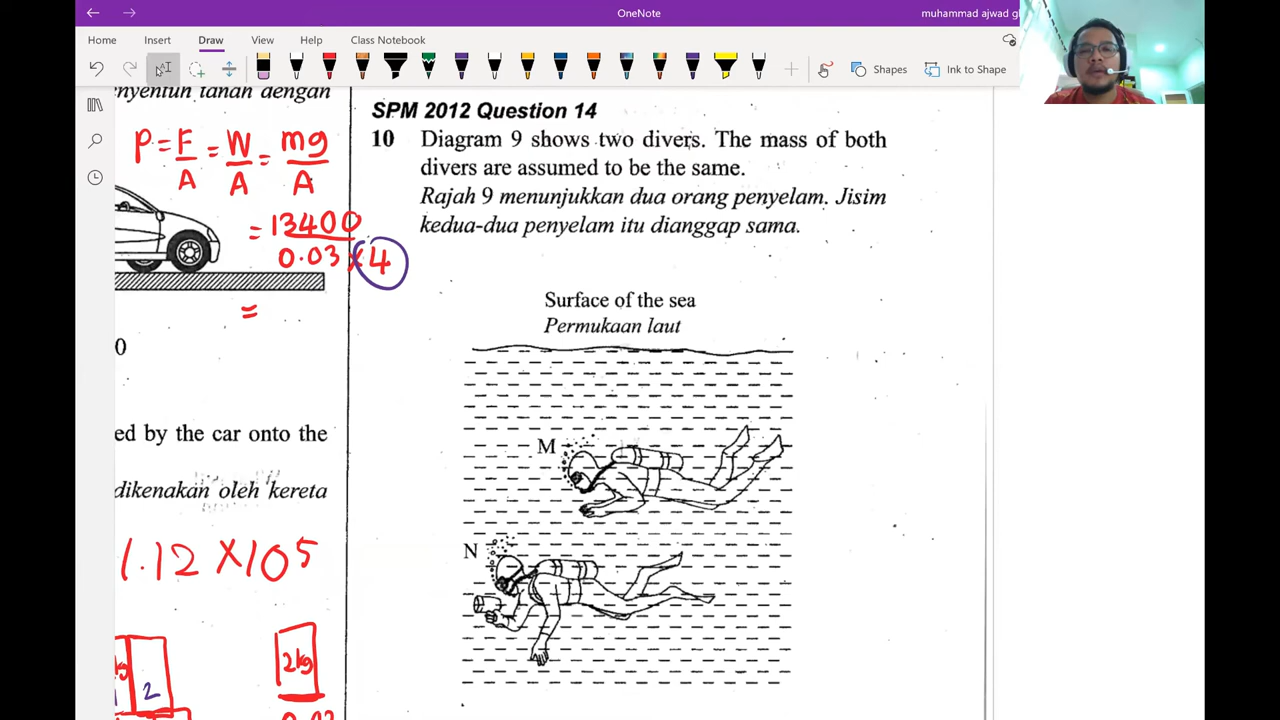 OneNote
muhammad ajwad gh
Home Insert Draw View Help Class Notebook
Shapes Ink to Shape
nyentuh tanah dengan
P = F/A = W/A = mg/A
= 13400
0.03 × 4
=
0
ed by the car onto the
dikenakan oleh kereta
1.12 × 10⁵
kg 2
2kg
SPM 2012 Question 14
10 Diagram 9 shows two divers. The mass of both
divers are assumed to be the same.
Rajah 9 menunjukkan dua orang penyelam. Jisim
kedua-dua penyelam itu dianggap sama.
Surface of the sea
Permukaan laut
M
N